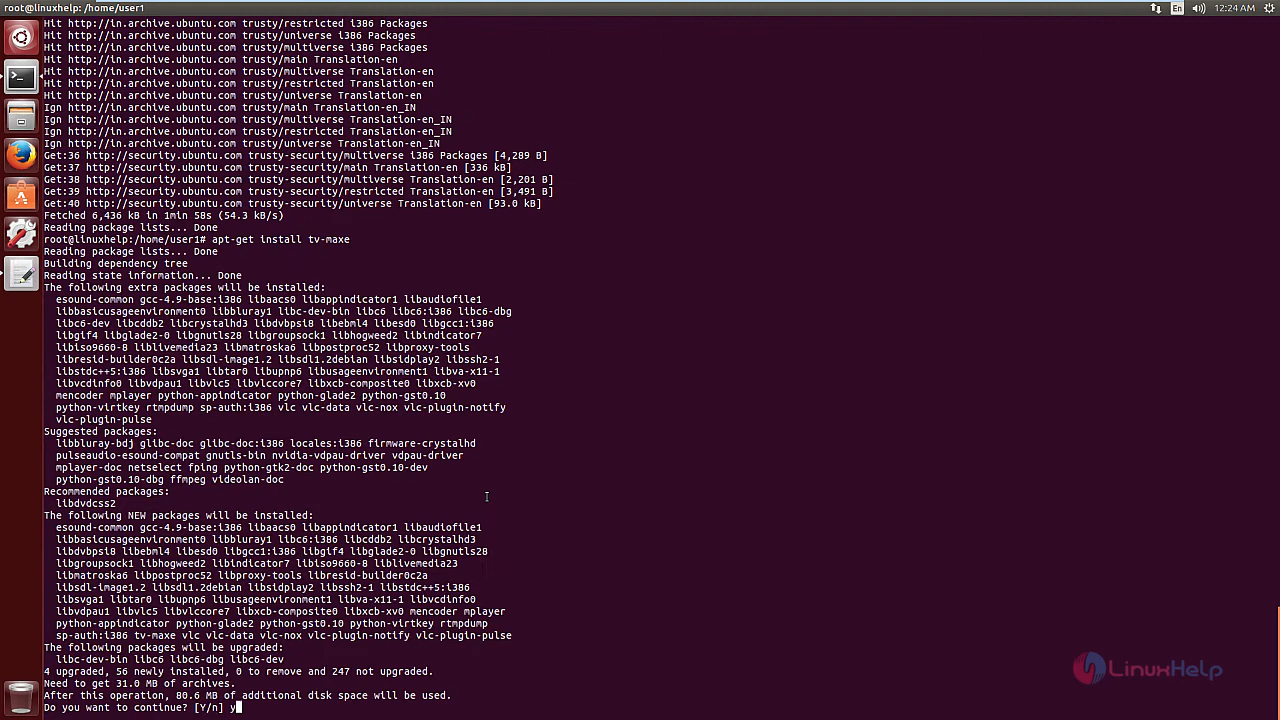 root@linuxhelp: /home/user1
En
12:24 AM
Hit http://in.archive.ubuntu.com trusty/restricted i386 Packages
Hit http://in.archive.ubuntu.com trusty/universe i386 Packages
Hit http://in.archive.ubuntu.com trusty/multiverse i386 Packages
Hit http://in.archive.ubuntu.com trusty/main Translation-en
Hit http://in.archive.ubuntu.com trusty/multiverse Translation-en
Hit http://in.archive.ubuntu.com trusty/restricted Translation-en
Hit http://in.archive.ubuntu.com trusty/universe Translation-en
Ign http://in.archive.ubuntu.com trusty/main Translation-en_IN
Ign http://in.archive.ubuntu.com trusty/multiverse Translation-en_IN
Ign http://in.archive.ubuntu.com trusty/restricted Translation-en_IN
Ign http://in.archive.ubuntu.com trusty/universe Translation-en_IN
Get:36 http://security.ubuntu.com trusty-security/multiverse i386 Packages [4,289 B]
Get:37 http://security.ubuntu.com trusty-security/main Translation-en [336 kB]
Get:38 http://security.ubuntu.com trusty-security/multiverse Translation-en [2,201 B]
Get:39 http://security.ubuntu.com trusty-security/restricted Translation-en [3,491 B]
Get:40 http://security.ubuntu.com trusty-security/universe Translation-en [93.0 kB]
Fetched 6,436 kB in 1min 58s (54.3 kB/s)
Reading package lists... Done
root@linuxhelp:/home/user1# apt-get install tv-maxe
Reading package lists... Done
Building dependency tree
Reading state information... Done
The following extra packages will be installed:
esound-common gcc-4.9-base:i386 libaacs0 libappindicator1 libaudiofile1
libbasicusageenvironment0 libbluray1 libc-dev-bin libc6 libc6:i386 libc6-dbg
libc6-dev libcddb2 libcrystalhd3 libdvbpsi8 libebml4 libesd0 libgcc1:i386
libgif4 libglade2-0 libgnutls28 libgroupsock1 libhogweed2 libindicator7
libiso9660-8 liblivemedia23 libmatroska6 libpostproc52 libproxy-tools
libresid-builder0c2a libsdl-image1.2 libsdl1.2debian libsidplay2 libssh2-1
libstdc++5:i386 libsvga1 libtar0 libupnp6 libusageenvironment1 libva-x11-1
libvcdinfo0 libvdpau1 libvlc5 libvlccore7 libxcb-composite0 libxcb-xv0
mencoder mplayer python-appindicator python-glade2 python-gst0.10
python-virtkey rtmpdump sp-auth:i386 vlc vlc-data vlc-nox vlc-plugin-notify
vlc-plugin-pulse
Suggested packages:
libbluray-bdj glibc-doc glibc-doc:i386 locales:i386 firmware-crystalhd
pulseaudio-esound-compat gnutls-bin nvidia-vdpau-driver vdpau-driver
mplayer-doc netselect fping python-gtk2-doc python-gst0.10-dev
python-gst0.10-dbg ffmpeg videolan-doc
Recommended packages:
libdvdcss2
The following NEW packages will be installed:
esound-common gcc-4.9-base:i386 libaacs0 libappindicator1 libaudiofile1
libbasicusageenvironment0 libbluray1 libc6:i386 libcddb2 libcrystalhd3
libdvbpsi8 libebml4 libesd0 libgcc1:i386 libgif4 libglade2-0 libgnutls28
libgroupsock1 libhogweed2 libindicator7 libiso9660-8 liblivemedia23
libmatroska6 libpostproc52 libproxy-tools libresid-builder0c2a
libsdl-image1.2 libsdl1.2debian libsidplay2 libssh2-1 libstdc++5:i386
libsvga1 libtar0 libupnp6 libusageenvironment1 libva-x11-1 libvcdinfo0
libvdpau1 libvlc5 libvlccore7 libxcb-composite0 libxcb-xv0 mencoder mplayer
python-appindicator python-glade2 python-gst0.10 python-virtkey rtmpdump
sp-auth:i386 tv-maxe vlc vlc-data vlc-nox vlc-plugin-notify vlc-plugin-pulse
The following packages will be upgraded:
libc-dev-bin libc6 libc6-dbg libc6-dev
4 upgraded, 56 newly installed, 0 to remove and 247 not upgraded.
Need to get 31.0 MB of archives.
After this operation, 80.6 MB of additional disk space will be used.
Do you want to continue? [Y/n] y
LinuxHelp